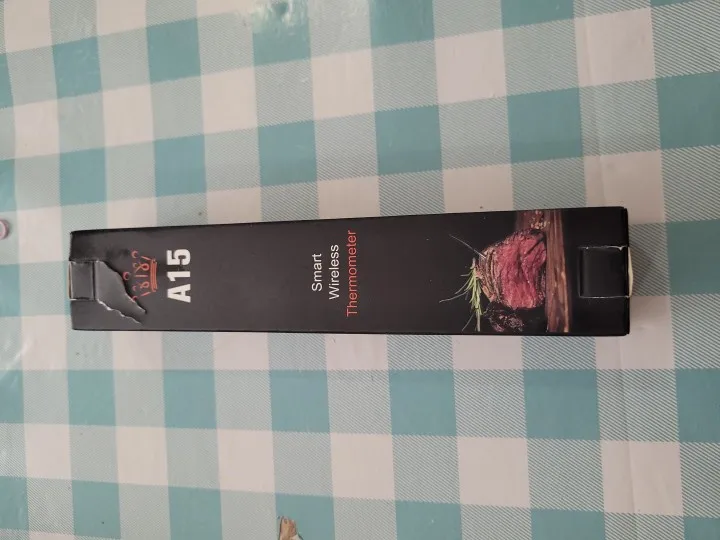 A15
Smart
Wireless
Thermometer